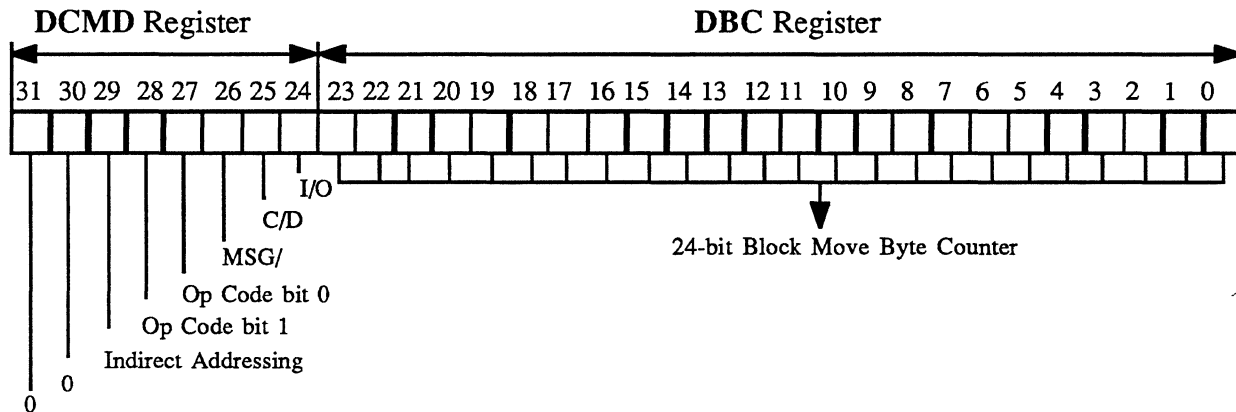 DCMD Register DBC Register
31 30 29 28 27 26 25 24 23 22 21 20 19 18 17 16 15 14 13 12 11 10 9 8 7 6 5 4 3 2 1 0
I/O
C/D
24-bit Block Move Byte Counter
MSG/
Op Code bit 0
Op Code bit 1
Indirect Addressing
0
0